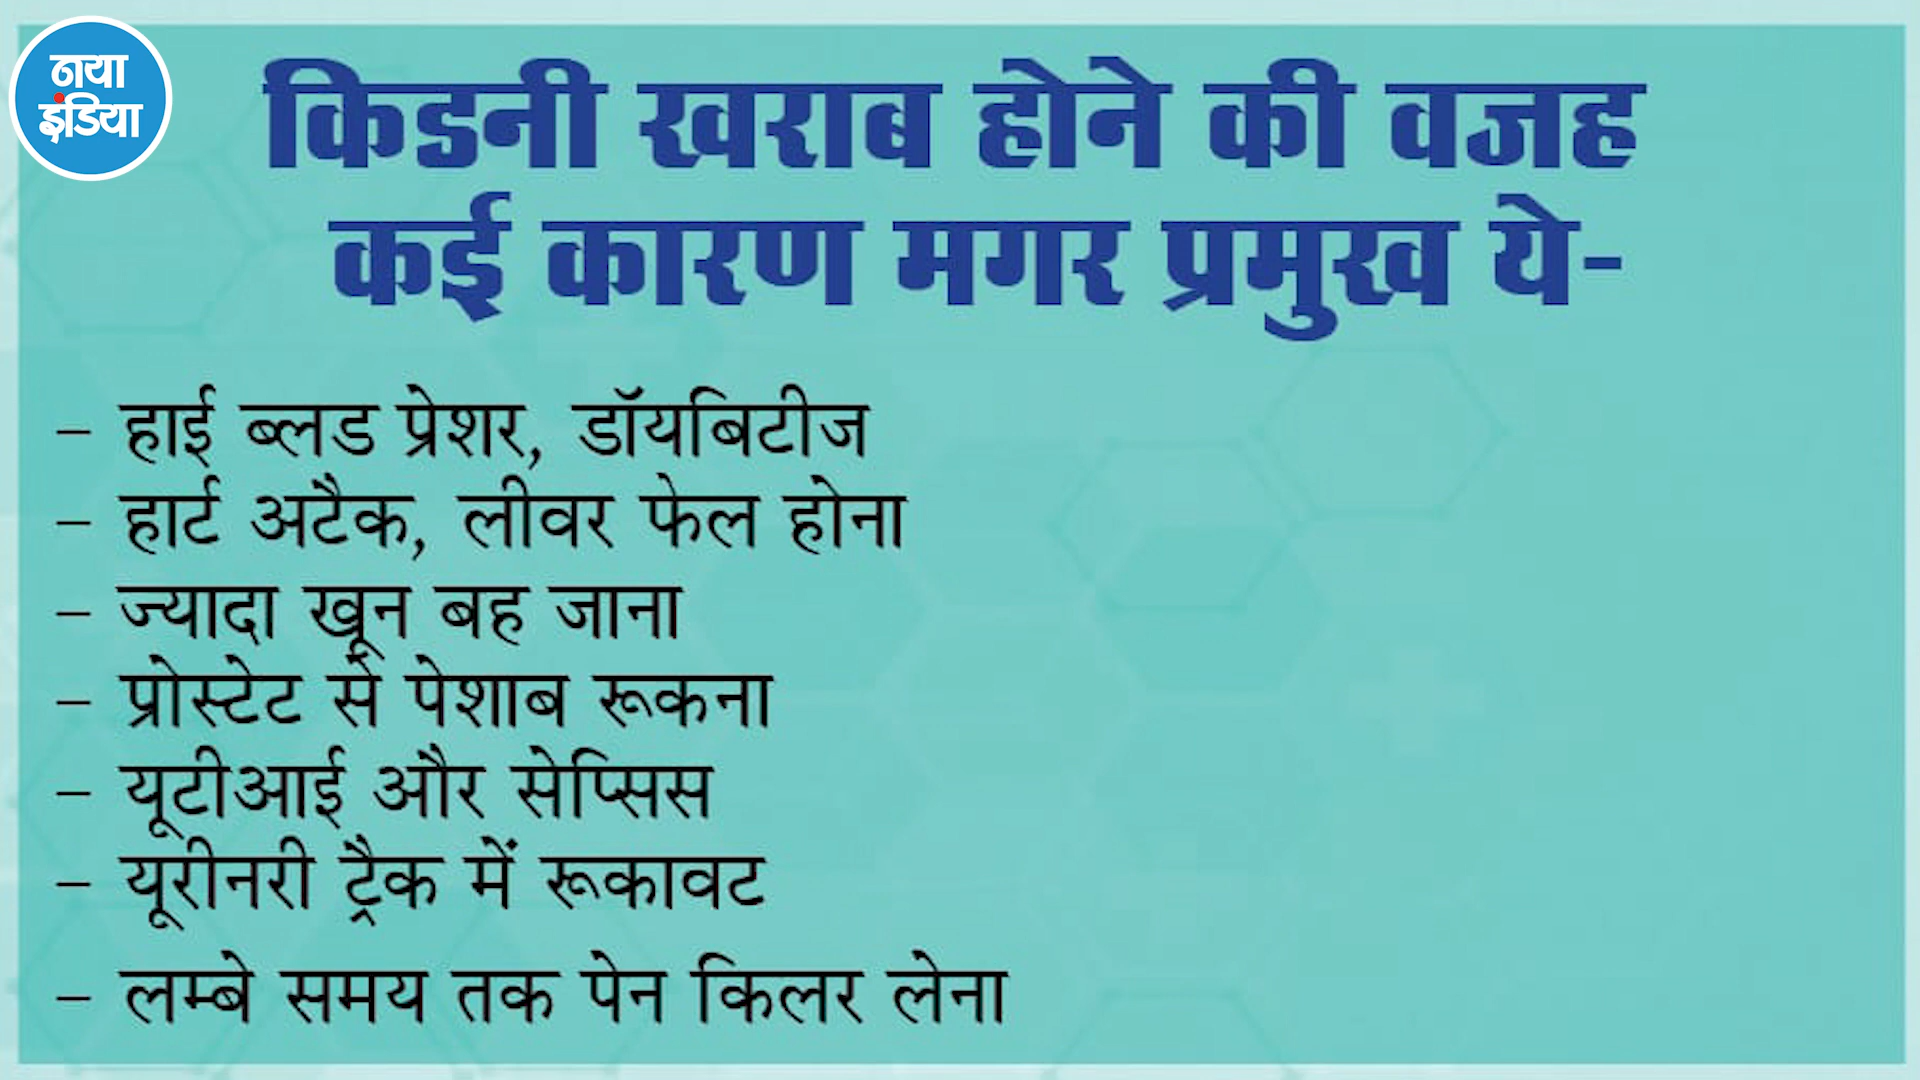 नया
इंडिया
किडनी खराब होने की वजह
कई कारण मगर प्रमुख ये-
– हाई ब्लड प्रेशर, डॉयबिटीज
– हार्ट अटैक, लीवर फेल होना
– ज्यादा खून बह जाना
– प्रोस्टेट से पेशाब रूकना
– यूटीआई और सेप्सिस
– यूरीनरी ट्रैक में रूकावट
– लम्बे समय तक पेन किलर लेना